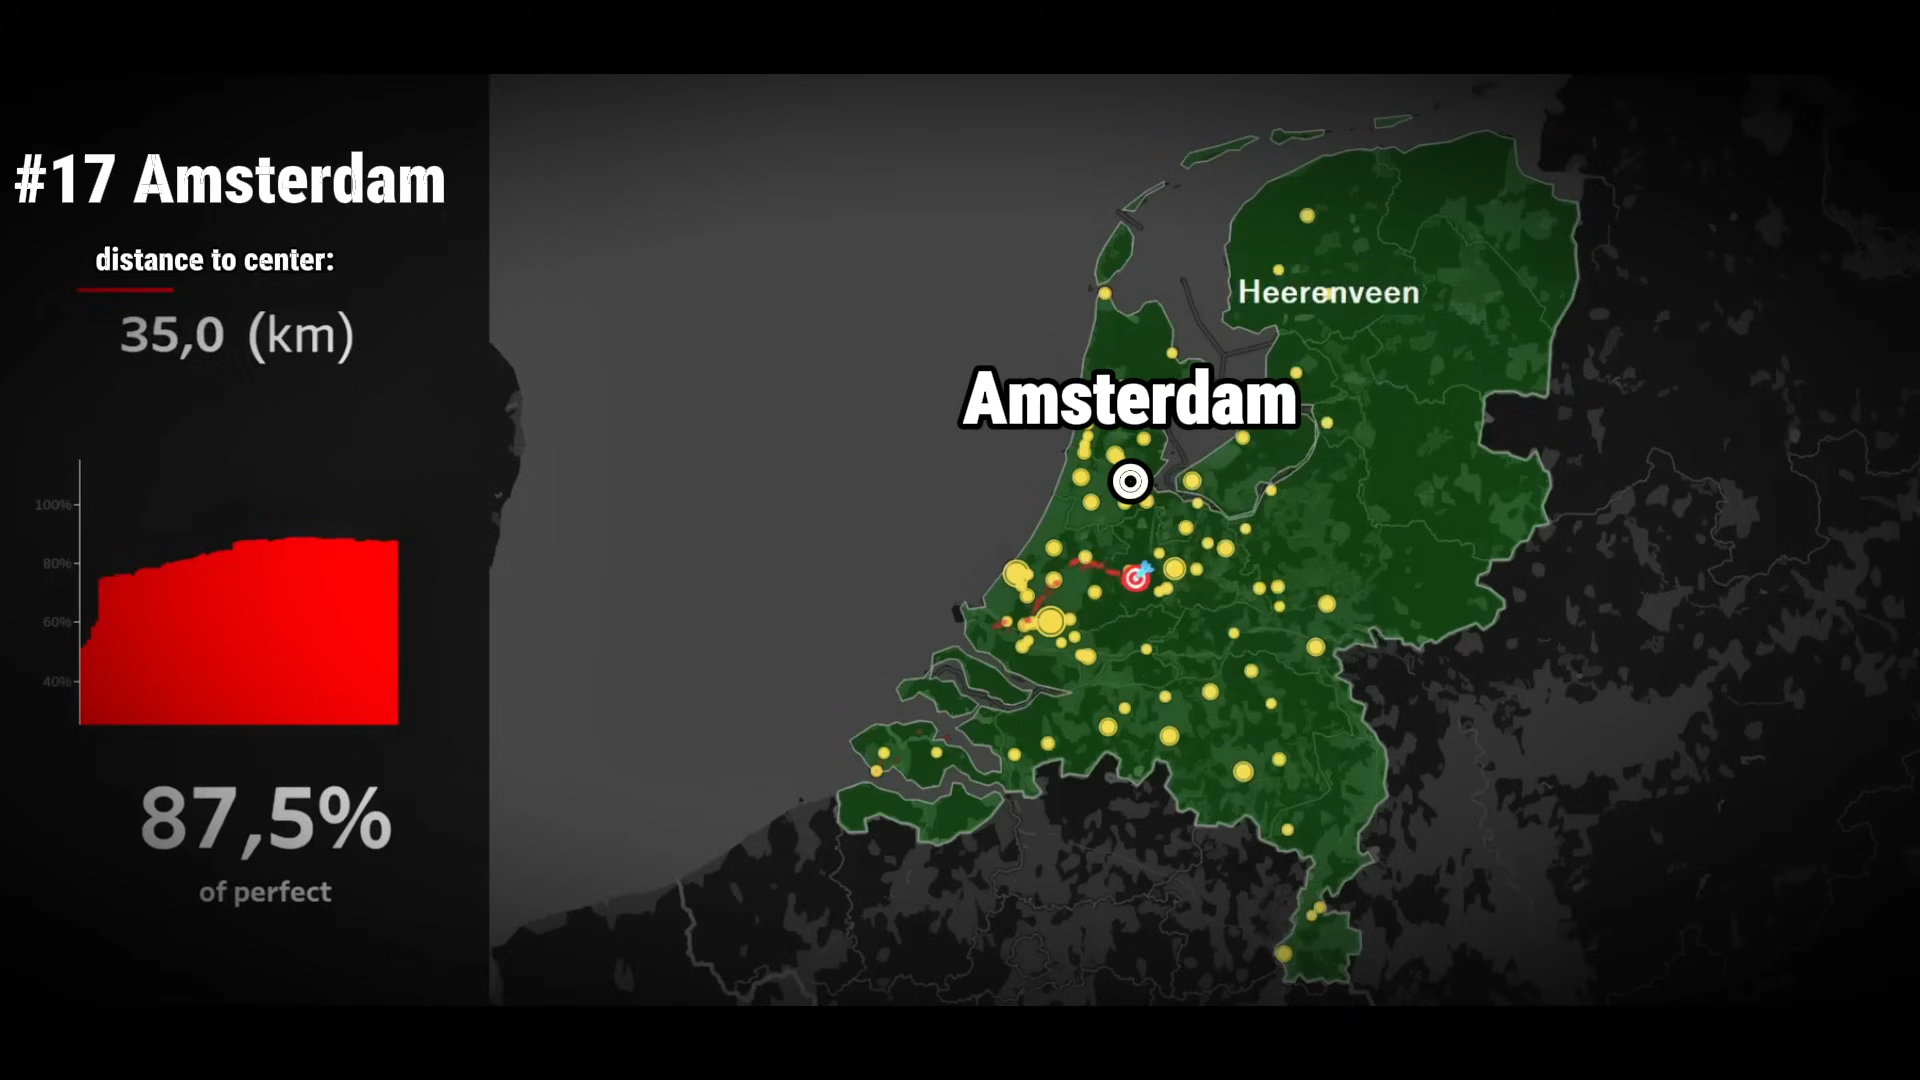 #17 Amsterdam
distance to center:
35,0 (km)
100%
80%
60%
40%
87,5%
of perfect
Heerenveen
Amsterdam